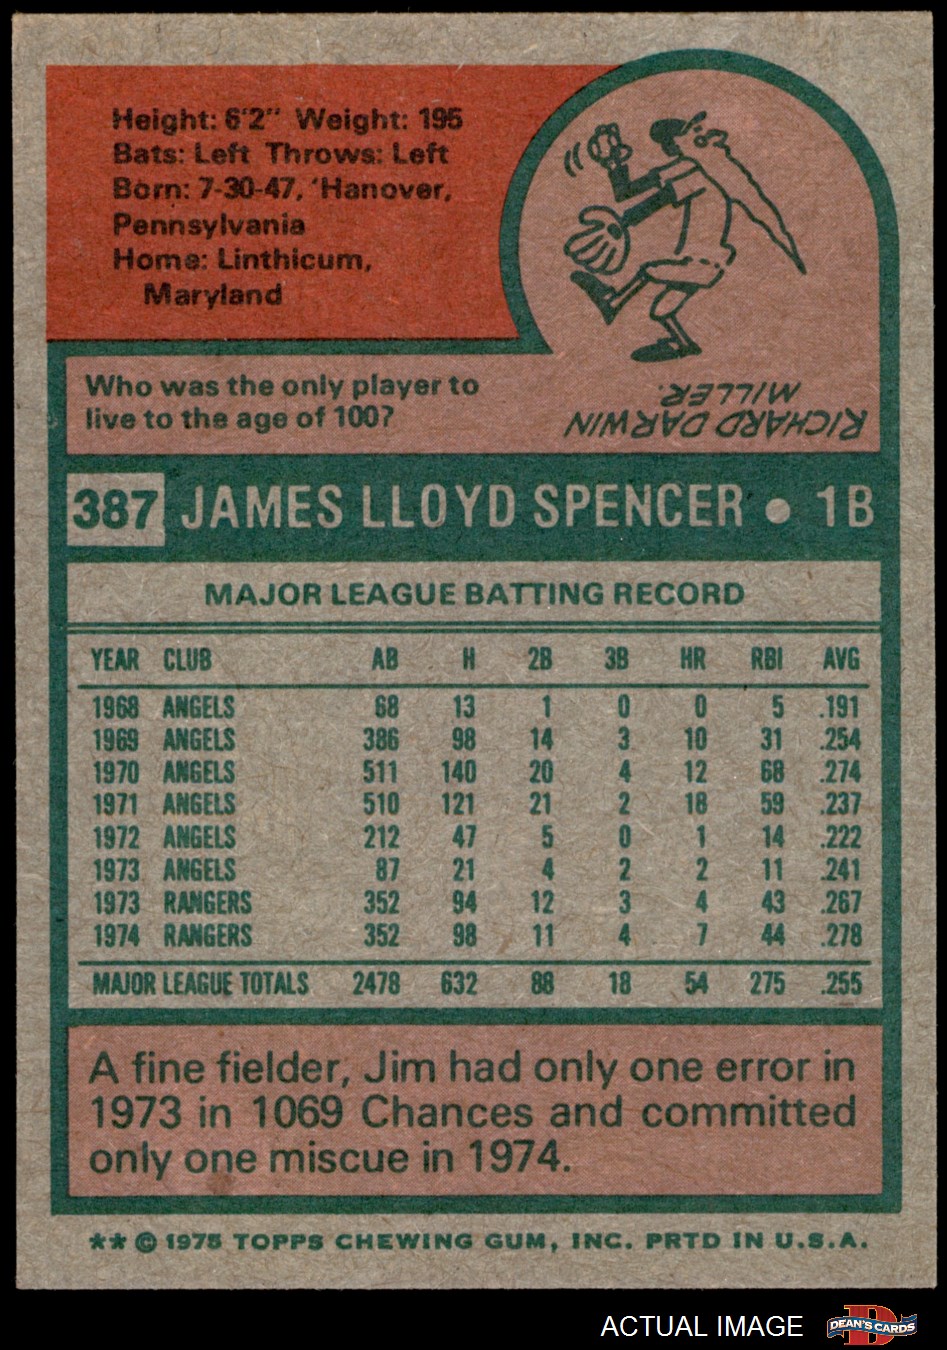 Height: 6'2" Weight: 195
Bats: Left Throws: Left
Born: 7-30-47, 'Hanover,
Pennsylvania
Home: Linthicum,
Maryland
Who was the only player to
live to the age of 100?
RICHARD DARWIN
MILLER.
387 JAMES LLOYD SPENCER • 1B
MAJOR LEAGUE BATTING RECORD
YEAR CLUB AB H 2B 3B HR RBI AVG
1968 ANGELS 68 13 1 0 0 5 .191
1969 ANGELS 386 98 14 3 10 31 .254
1970 ANGELS 511 140 20 4 12 68 .274
1971 ANGELS 510 121 21 2 18 59 .237
1972 ANGELS 212 47 5 0 1 14 .222
1973 ANGELS 87 21 4 2 2 11 .241
1973 RANGERS 352 94 12 3 4 43 .267
1974 RANGERS 352 98 11 4 7 44 .278
MAJOR LEAGUE TOTALS 2478 632 88 18 54 275 .255
A fine fielder, Jim had only one error in
1973 in 1069 Chances and committed
only one miscue in 1974.
** © 1975 TOPPS CHEWING GUM, INC. PRTD IN U.S.A.
ACTUAL IMAGE
D
DEAN'S CARDS